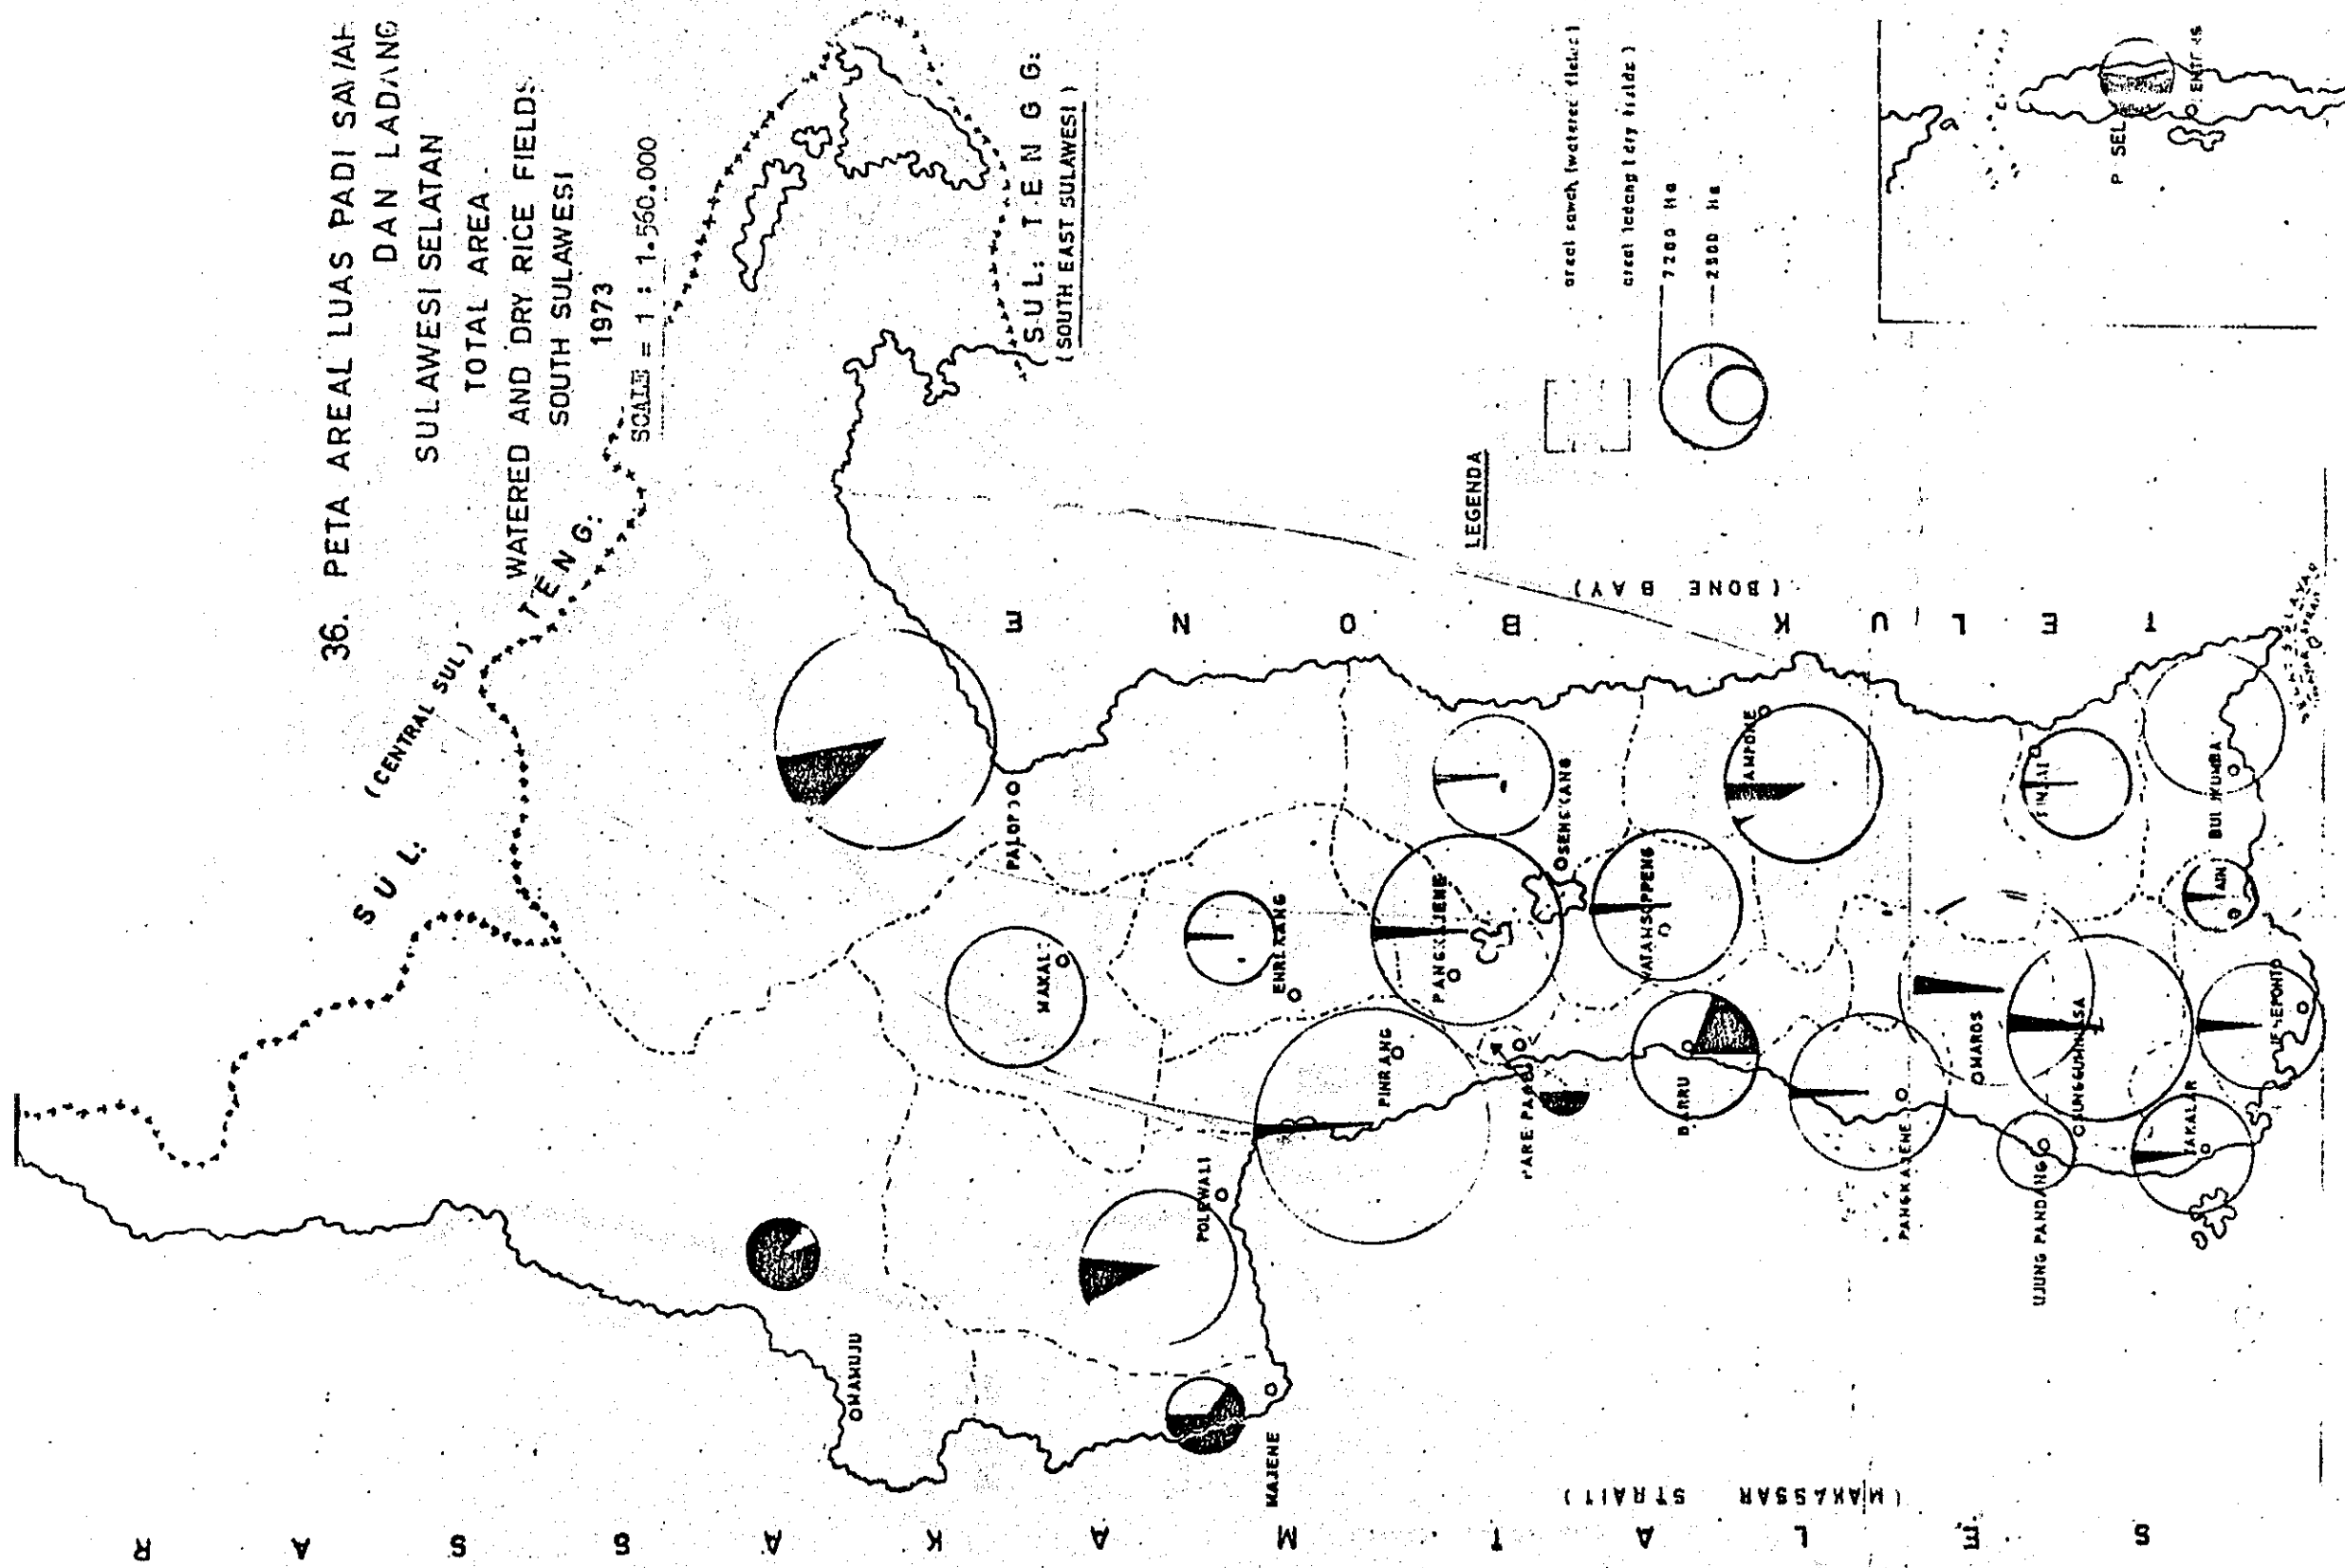 36. PETA AREAL LUAS PADI SAWAH
DAN LADANG
SULAWESI SELATAN
TOTAL AREA.
WATERED AND DRY RICE FIELDS
SOUTH SULAWESI
1973
SCALE = 1 : 1.560.000
SUL. TENG.
(CENTRAL SUL)
SUL. TENGG.
(SOUTH EAST SULAWESI)
LEGENDA
areal sawah (watered fields)
areal ladang (dry fields)
7200 Ha
2500 Ha
TELUK BONE
(BONE BAY)
SELAT MAKASSAR
(MAKASSAR STRAIT)
PALOPO
MAKALE
ENREKANG
PANGKAJENE
SENGKANG
WATANSOPPENG
WATAMPONE
PINRANG
PARE PARE
BARRU
POLEWALI
MAMUJU
MAJENE
PANGKAJENE
MAROS
UJUNG PANDANG
SUNGGUMINASA
TAKALAR
JENEPONTO
BULUKUMBA
SINJAI
P SEL